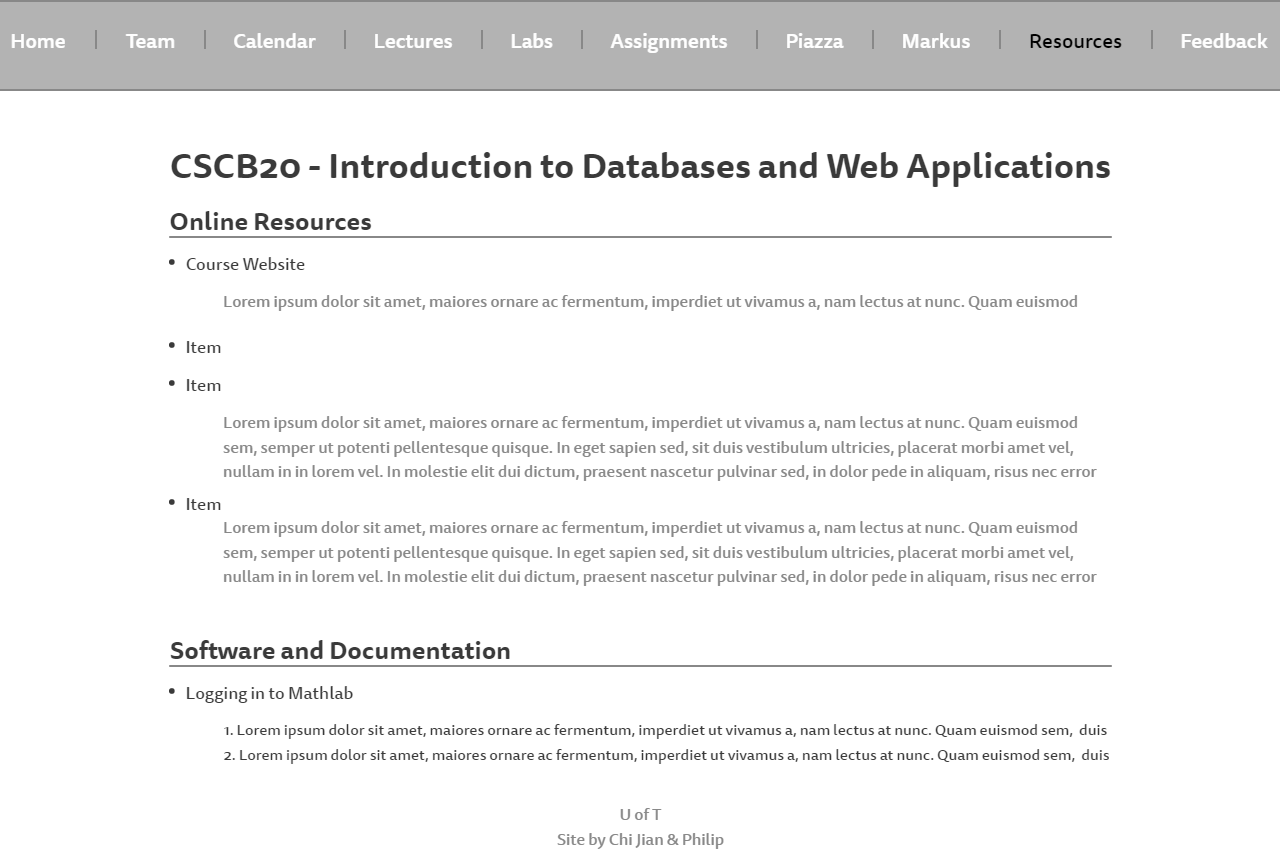 Home | Team | Calendar | Lectures | Labs | Assignments | Piazza | Markus | Resources | Feedback
CSCB20 - Introduction to Databases and Web Applications
Online Resources
• Course Website
Lorem ipsum dolor sit amet, maiores ornare ac fermentum, imperdiet ut vivamus a, nam lectus at nunc. Quam euismod
• Item
• Item
Lorem ipsum dolor sit amet, maiores ornare ac fermentum, imperdiet ut vivamus a, nam lectus at nunc. Quam euismod
sem, semper ut potenti pellentesque quisque. In eget sapien sed, sit duis vestibulum ultricies, placerat morbi amet vel,
nullam in in lorem vel. In molestie elit dui dictum, praesent nascetur pulvinar sed, in dolor pede in aliquam, risus nec error
• Item
Lorem ipsum dolor sit amet, maiores ornare ac fermentum, imperdiet ut vivamus a, nam lectus at nunc. Quam euismod
sem, semper ut potenti pellentesque quisque. In eget sapien sed, sit duis vestibulum ultricies, placerat morbi amet vel,
nullam in in lorem vel. In molestie elit dui dictum, praesent nascetur pulvinar sed, in dolor pede in aliquam, risus nec error
Software and Documentation
• Logging in to Mathlab
1. Lorem ipsum dolor sit amet, maiores ornare ac fermentum, imperdiet ut vivamus a, nam lectus at nunc. Quam euismod sem, duis
2. Lorem ipsum dolor sit amet, maiores ornare ac fermentum, imperdiet ut vivamus a, nam lectus at nunc. Quam euismod sem, duis
U of T
Site by Chi Jian & Philip